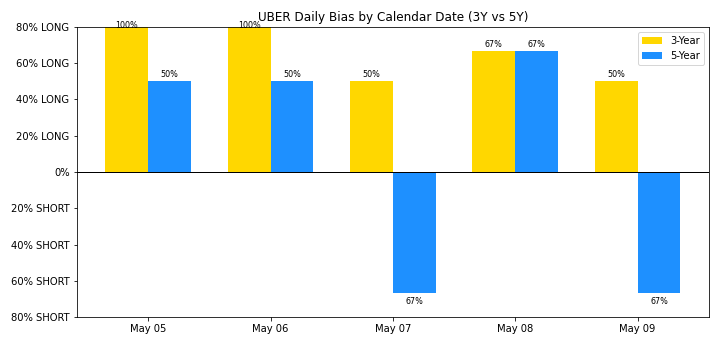 UBER Daily Bias by Calendar Date (3Y vs 5Y)
80% LONG
60% LONG
40% LONG
20% LONG
0%
20% SHORT
40% SHORT
60% SHORT
80% SHORT
100%
50%
100%
50%
50%
67%
67%
67%
50%
67%
3-Year
5-Year
May 05
May 06
May 07
May 08
May 09